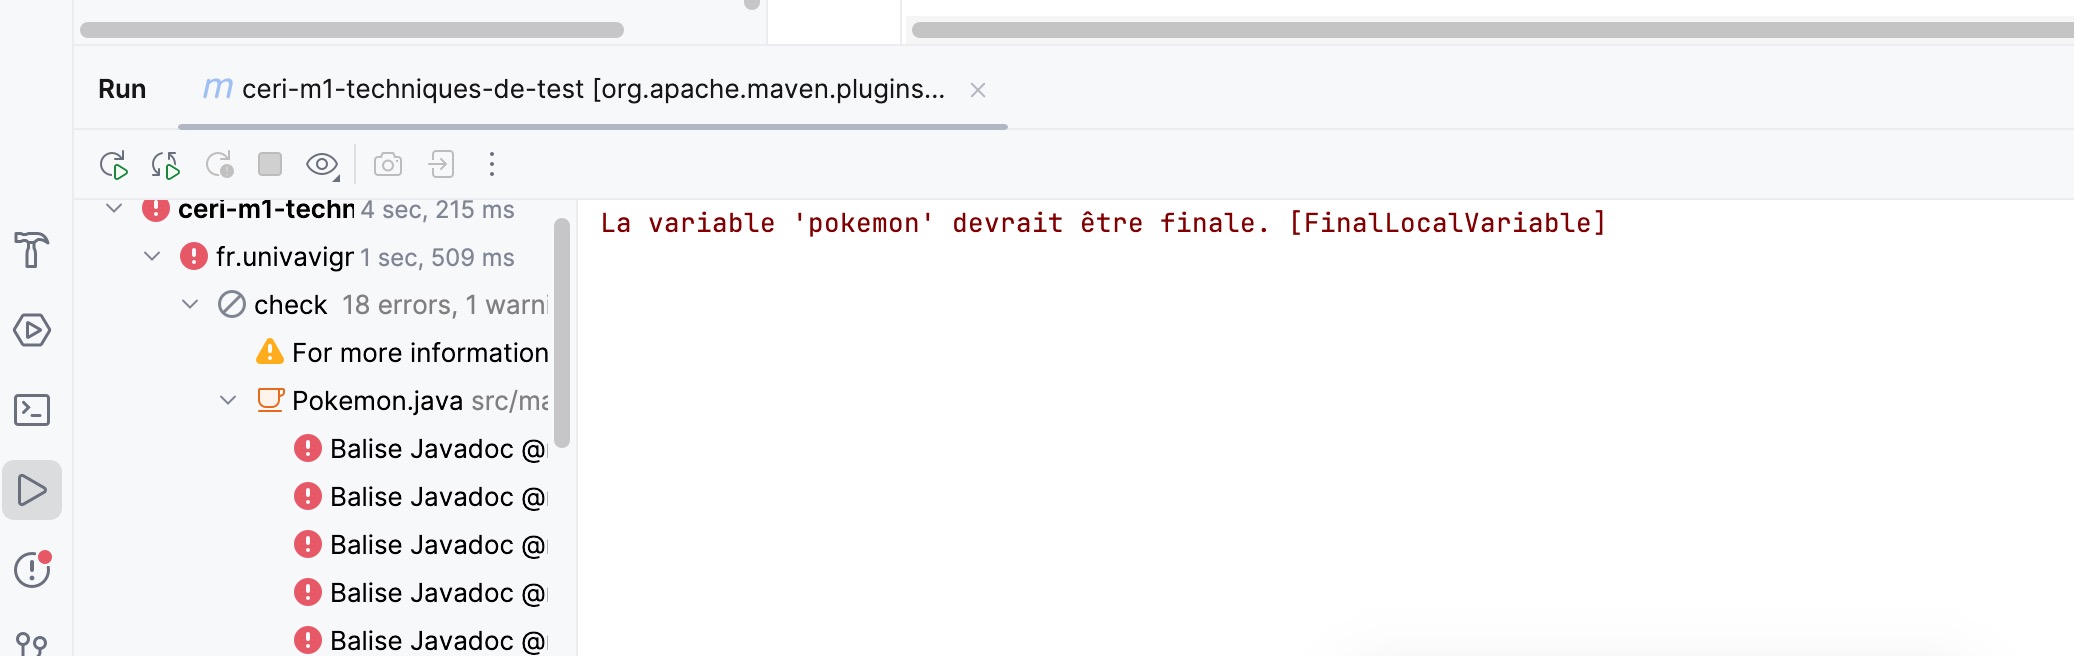 Run
ceri-m1-techniques-de-test [org.apache.maven.plugins...
ceri-m1-techn 4 sec, 215 ms
fr.univavigr 1 sec, 509 ms
check 18 errors, 1 warni
For more information
Pokemon.java src/ma
Balise Javadoc @
Balise Javadoc @
Balise Javadoc @
Balise Javadoc @
Balise Javadoc @
La variable 'pokemon' devrait être finale. [FinalLocalVariable]